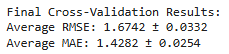 Final Cross-Validation Results:
Average RMSE: 1.6742 ± 0.0332
Average MAE: 1.4282 ± 0.0254